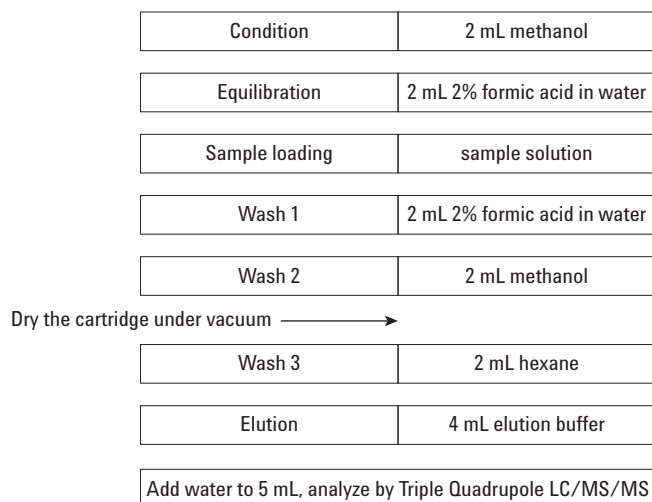 Condition 2 mL methanol
Equilibration 2 mL 2% formic acid in water
Sample loading sample solution
Wash 1 2 mL 2% formic acid in water
Wash 2 2 mL methanol
Dry the cartridge under vacuum
Wash 3 2 mL hexane
Elution 4 mL elution buffer
Add water to 5 mL, analyze by Triple Quadrupole LC/MS/MS